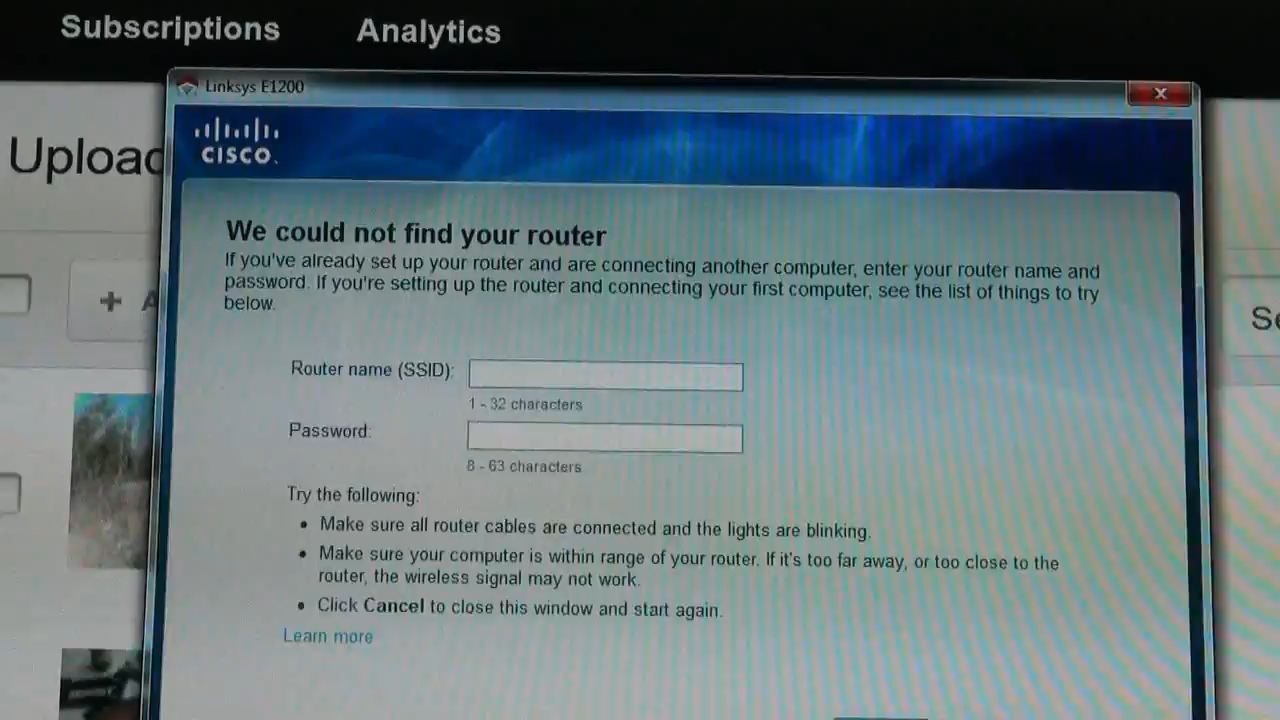 Subscriptions Analytics
Linksys E1200
CISCO.
Upload
We could not find your router
If you've already set up your router and are connecting another computer, enter your router name and
password. If you're setting up the router and connecting your first computer, see the list of things to try
below.
+ A
Se
Router name (SSID):
1 - 32 characters
Password:
8 - 63 characters
Try the following:
• Make sure all router cables are connected and the lights are blinking.
• Make sure your computer is within range of your router. If it's too far away, or too close to the
router, the wireless signal may not work.
• Click Cancel to close this window and start again.
Learn more